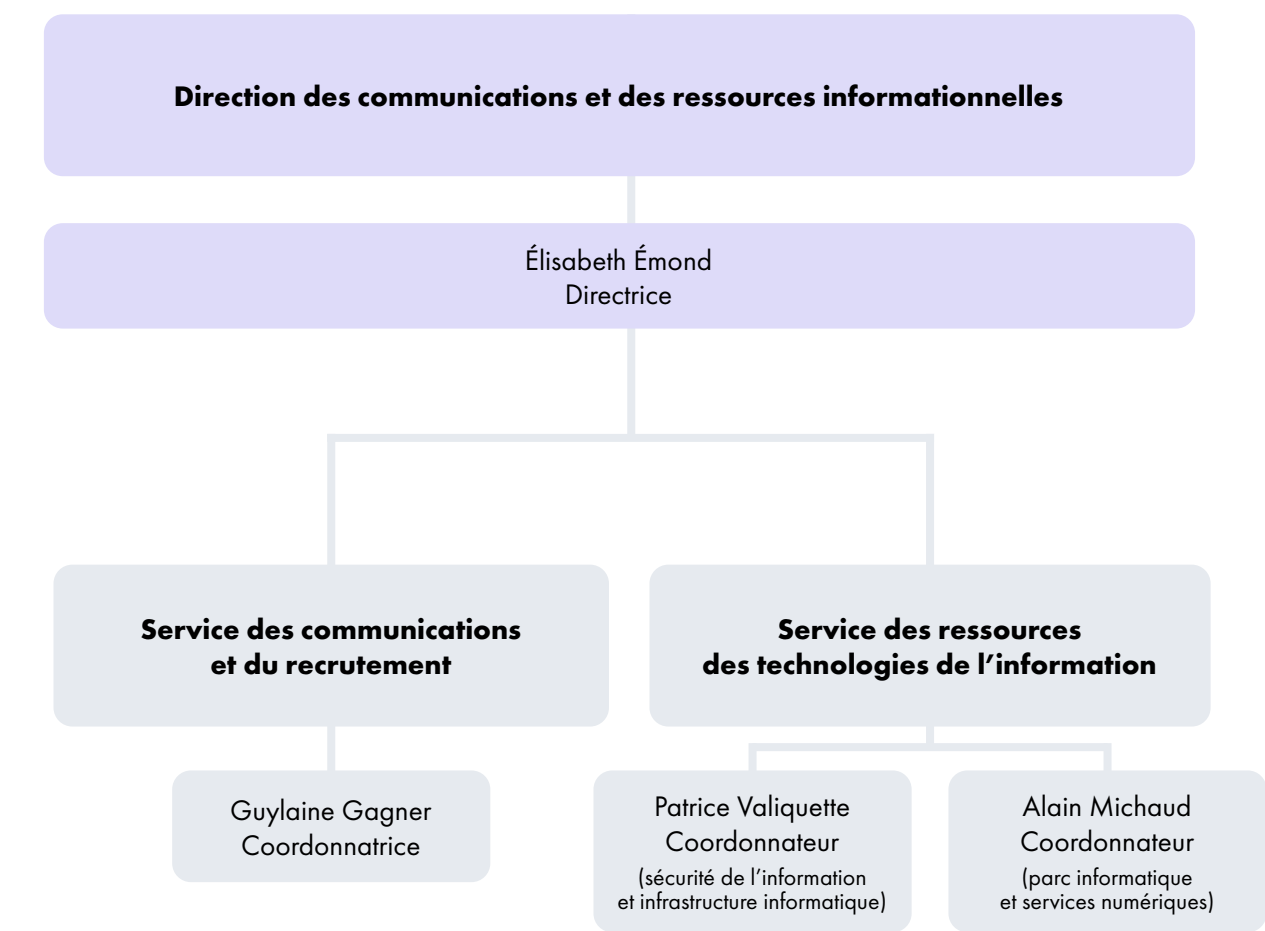 Direction des communications et des ressources informationnelles
Élisabeth Émond
Directrice
Service des communications
et du recrutement
Guylaine Gagner
Coordonnatrice
Service des ressources
des technologies de l’information
Patrice Valiquette
Coordonnateur
(sécurité de l’information
et infrastructure informatique)
Alain Michaud
Coordonnateur
(parc informatique
et services numériques)